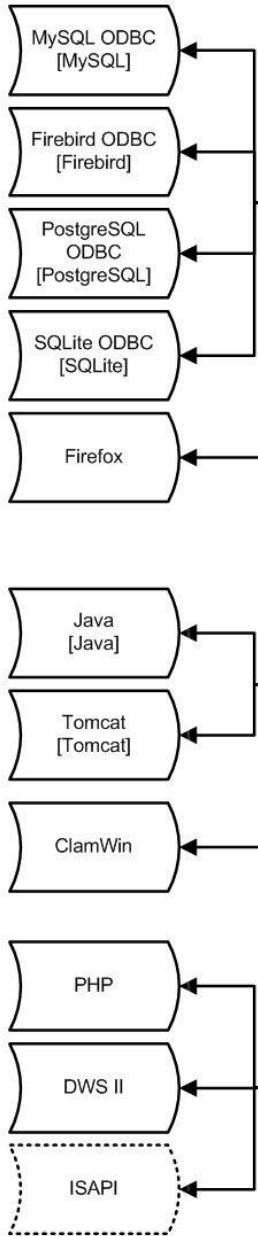 MySQL ODBC
[MySQL]
Firebird ODBC
[Firebird]
PostgreSQL
ODBC
[PostgreSQL]
SQLite ODBC
[SQLite]
Firefox
Java
[Java]
Tomcat
[Tomcat]
ClamWin
PHP
DWS II
ISAPI